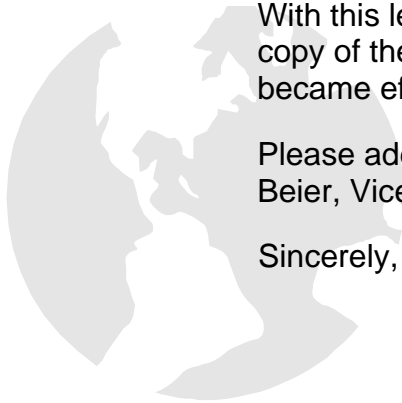 With this le
copy of the
became ef
Please ad
Beier, Vice
Sincerely,